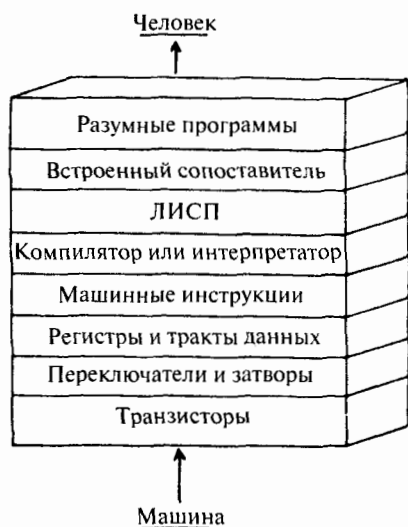 Человек
Разумные программы
Встроенный сопоставитель
ЛИСП
Компилятор или интерпретатор
Машинные инструкции
Регистры и тракты данных
Переключатели и затворы
Транзисторы
Машина